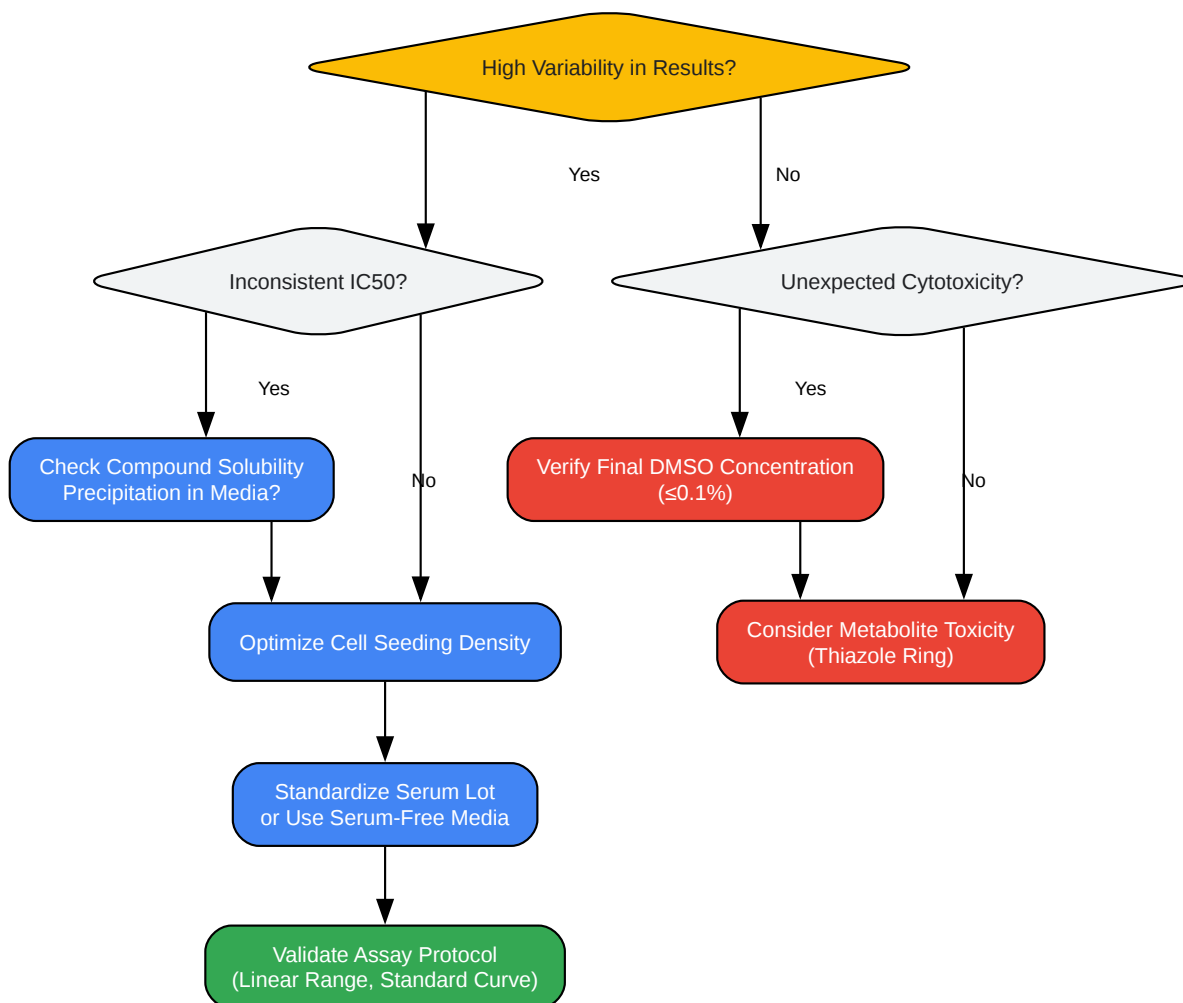 High Variability in Results?
Yes
No
Inconsistent IC50?
Unexpected Cytotoxicity?
Yes
Yes
Check Compound Solubility
Precipitation in Media?
No
Verify Final DMSO Concentration
(≤0.1%)
No
Optimize Cell Seeding Density
Consider Metabolite Toxicity
(Thiazole Ring)
Standardize Serum Lot
or Use Serum-Free Media
Validate Assay Protocol
(Linear Range, Standard Curve)